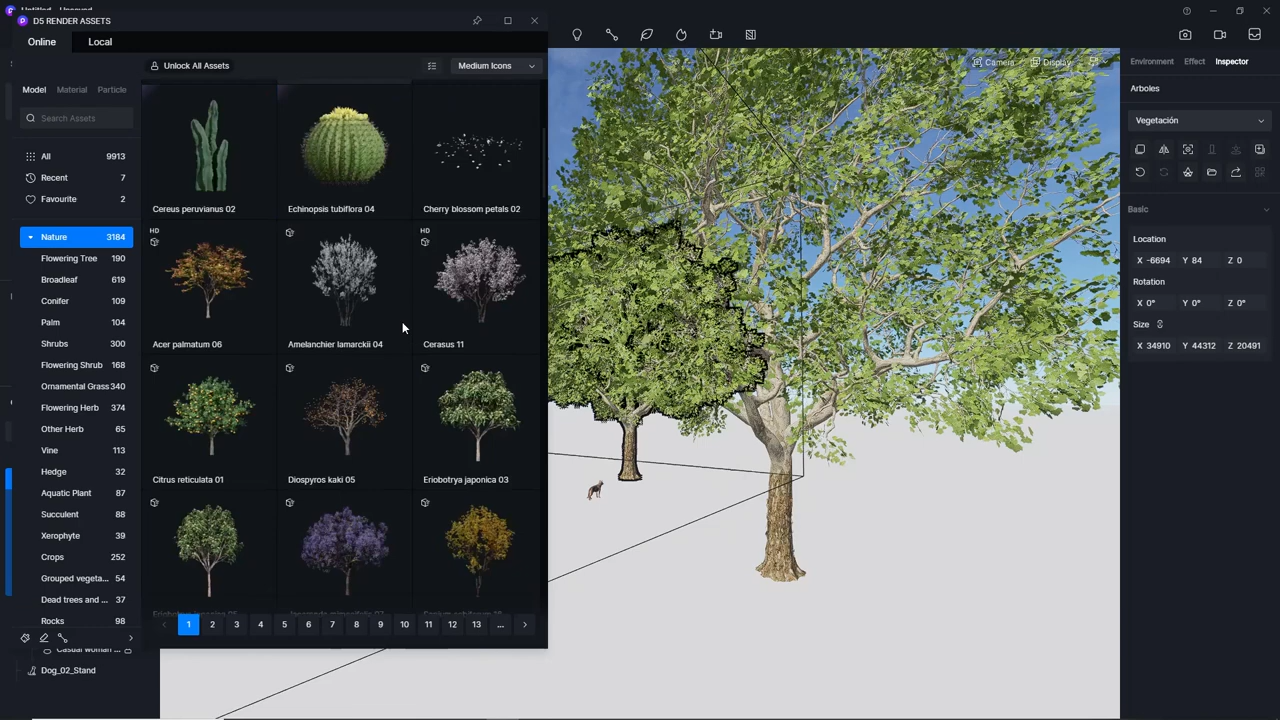 D5 RENDER ASSETS
Online
Local
Unlock All Assets
Medium Icons
Model
Material
Particle
Search Assets
All 9913
Recent 7
Favourite 2
Nature 3184
Flowering Tree 190
Broadleaf 619
Conifer 109
Palm 104
Shrubs 300
Flowering Shrub 168
Ornamental Grass 340
Flowering Herb 374
Other Herb 65
Vine 113
Hedge 32
Aquatic Plant 87
Succulent 88
Xerophyte 39
Crops 252
Grouped vegeta... 54
Dead trees and ... 37
Rocks 98
Cereus peruvianus 02
Echinopsis tubiflora 04
Cherry blossom petals 02
HD
HD
Acer palmatum 06
Amelanchier lamarckii 04
Cerasus 11
Citrus reticulata 01
Diospyros kaki 05
Eriobotrya japonica 03
1 2 3 4 5 6 7 8 9 10 11 12 13 ...
Casual woman ...
Dog_02_Stand
Camera
Display
Environment
Effect
Inspector
Arboles
Vegetación
Basic
Location
X -6694 Y 84 Z 0
Rotation
X 0° Y 0° Z 0°
Size
X 34910 Y 44312 Z 20491